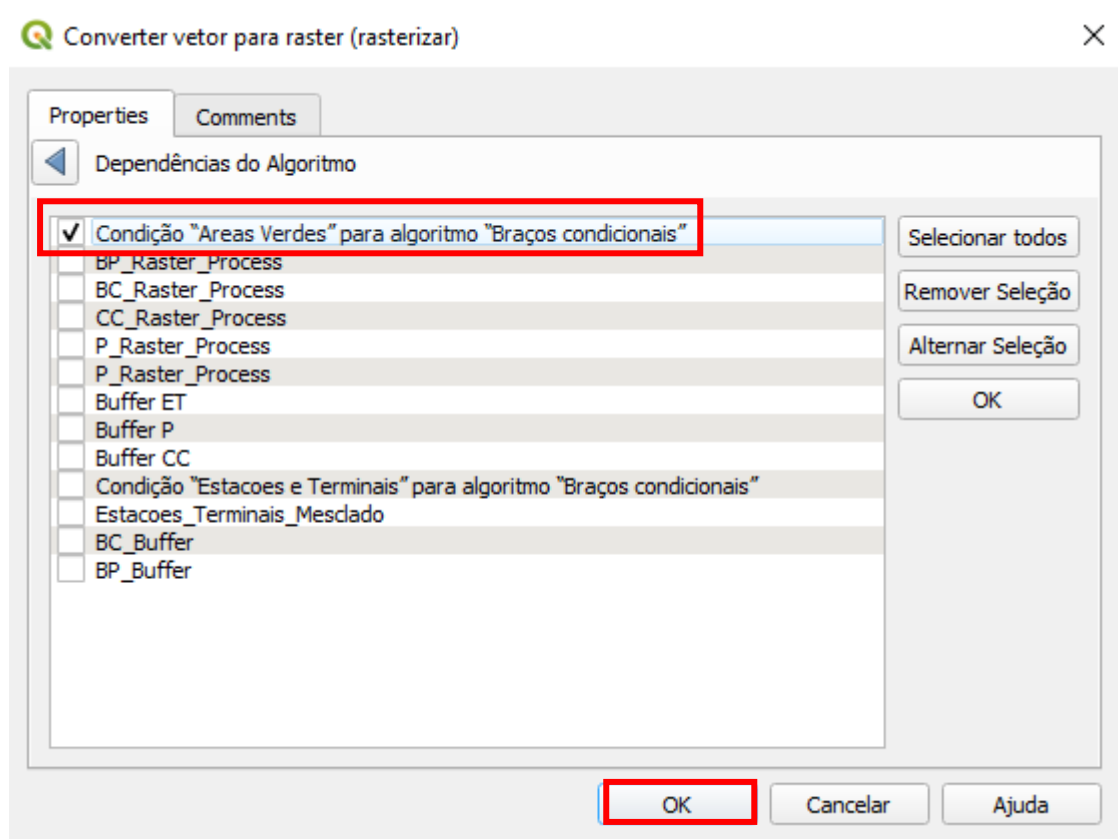 Converter vetor para raster (rasterizar)
Properties
Comments
Dependências do Algoritmo
Condição "Areas Verdes" para algoritmo "Braços condicionais"
BP_Raster_Process
BC_Raster_Process
CC_Raster_Process
P_Raster_Process
P_Raster_Process
Buffer ET
Buffer P
Buffer CC
Condição "Estacoes e Terminais" para algoritmo "Braços condicionais"
Estacoes_Terminais_Mesclado
BC_Buffer
BP_Buffer
Selecionar todos
Remover Seleção
Alternar Seleção
OK
OK
Cancelar
Ajuda